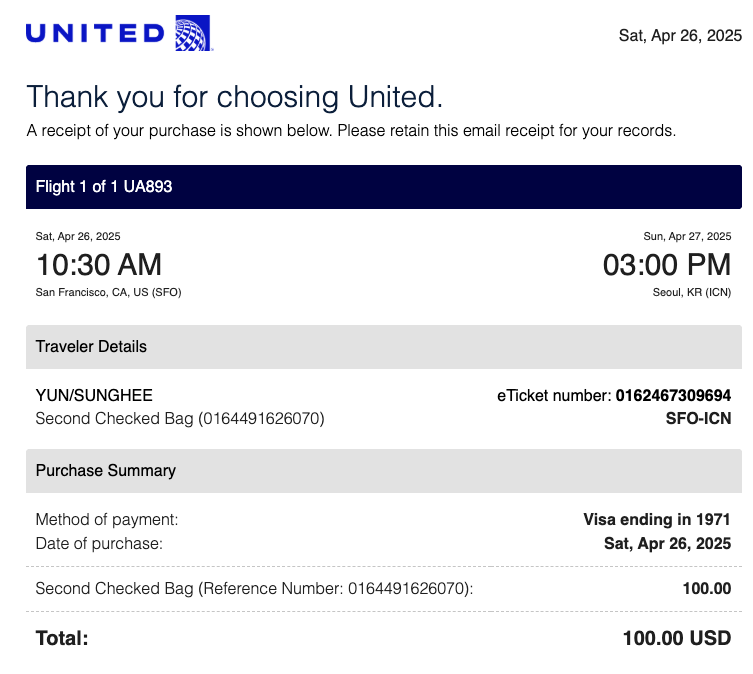 UNITED
Sat, Apr 26, 2025
Thank you for choosing United.
A receipt of your purchase is shown below. Please retain this email receipt for your records.
Flight 1 of 1 UA893
Sat, Apr 26, 2025 Sun, Apr 27, 2025
10:30 AM 03:00 PM
San Francisco, CA, US (SFO) Seoul, KR (ICN)
Traveler Details
YUN/SUNGHEE eTicket number: 0162467309694
Second Checked Bag (0164491626070) SFO-ICN
Purchase Summary
Method of payment: Visa ending in 1971
Date of purchase: Sat, Apr 26, 2025
Second Checked Bag (Reference Number: 0164491626070): 100.00
Total: 100.00 USD